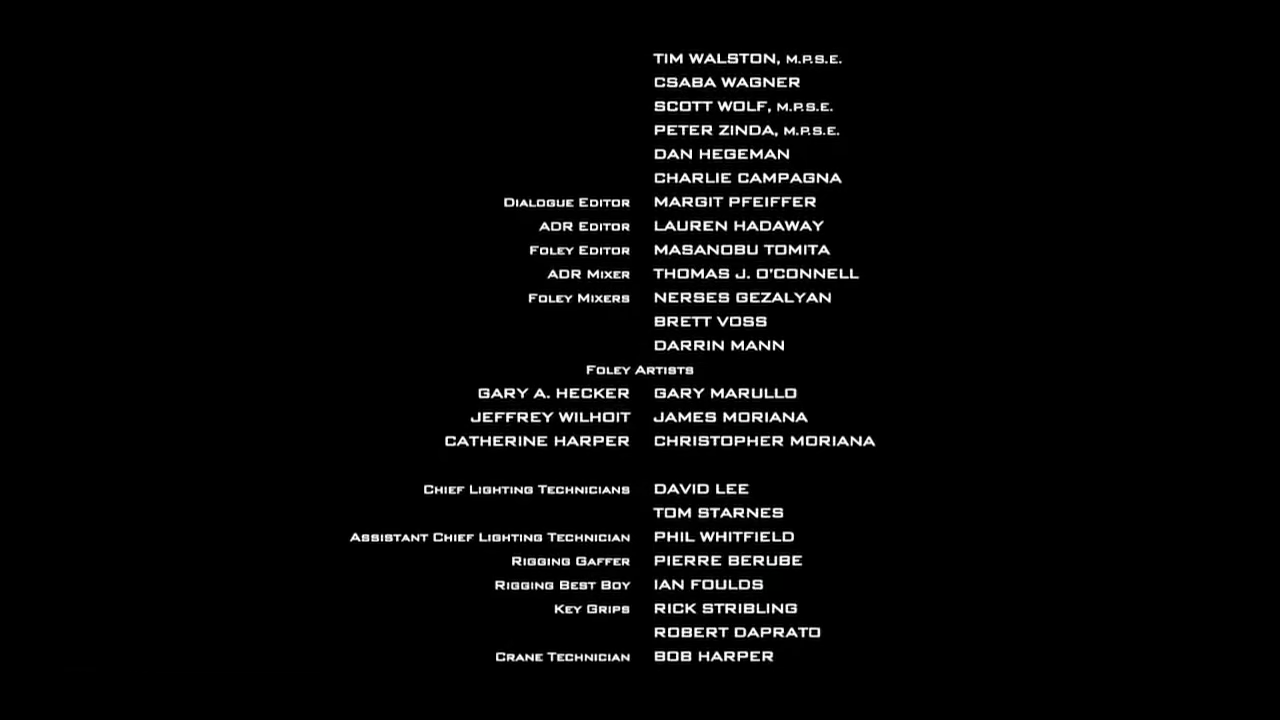 TIM WALSTON, M.P.S.E.
CSABA WAGNER
SCOTT WOLF, M.P.S.E.
PETER ZINDA, M.P.S.E.
DAN HEGEMAN
CHARLIE CAMPAGNA
DIALOGUE EDITOR MARGIT PFEIFFER
ADR EDITOR LAUREN HADAWAY
FOLEY EDITOR MASANOBU TOMITA
ADR MIXER THOMAS J. O'CONNELL
FOLEY MIXERS NERSES GEZALYAN
BRETT VOSS
DARRIN MANN
FOLEY ARTISTS
GARY A. HECKER GARY MARULLO
JEFFREY WILHOIT JAMES MORIANA
CATHERINE HARPER CHRISTOPHER MORIANA
CHIEF LIGHTING TECHNICIANS DAVID LEE
TOM STARNES
ASSISTANT CHIEF LIGHTING TECHNICIAN PHIL WHITFIELD
RIGGING GAFFER PIERRE BERUBE
RIGGING BEST BOY IAN FOULDS
KEY GRIPS RICK STRIBLING
ROBERT DAPRATO
CRANE TECHNICIAN BOB HARPER